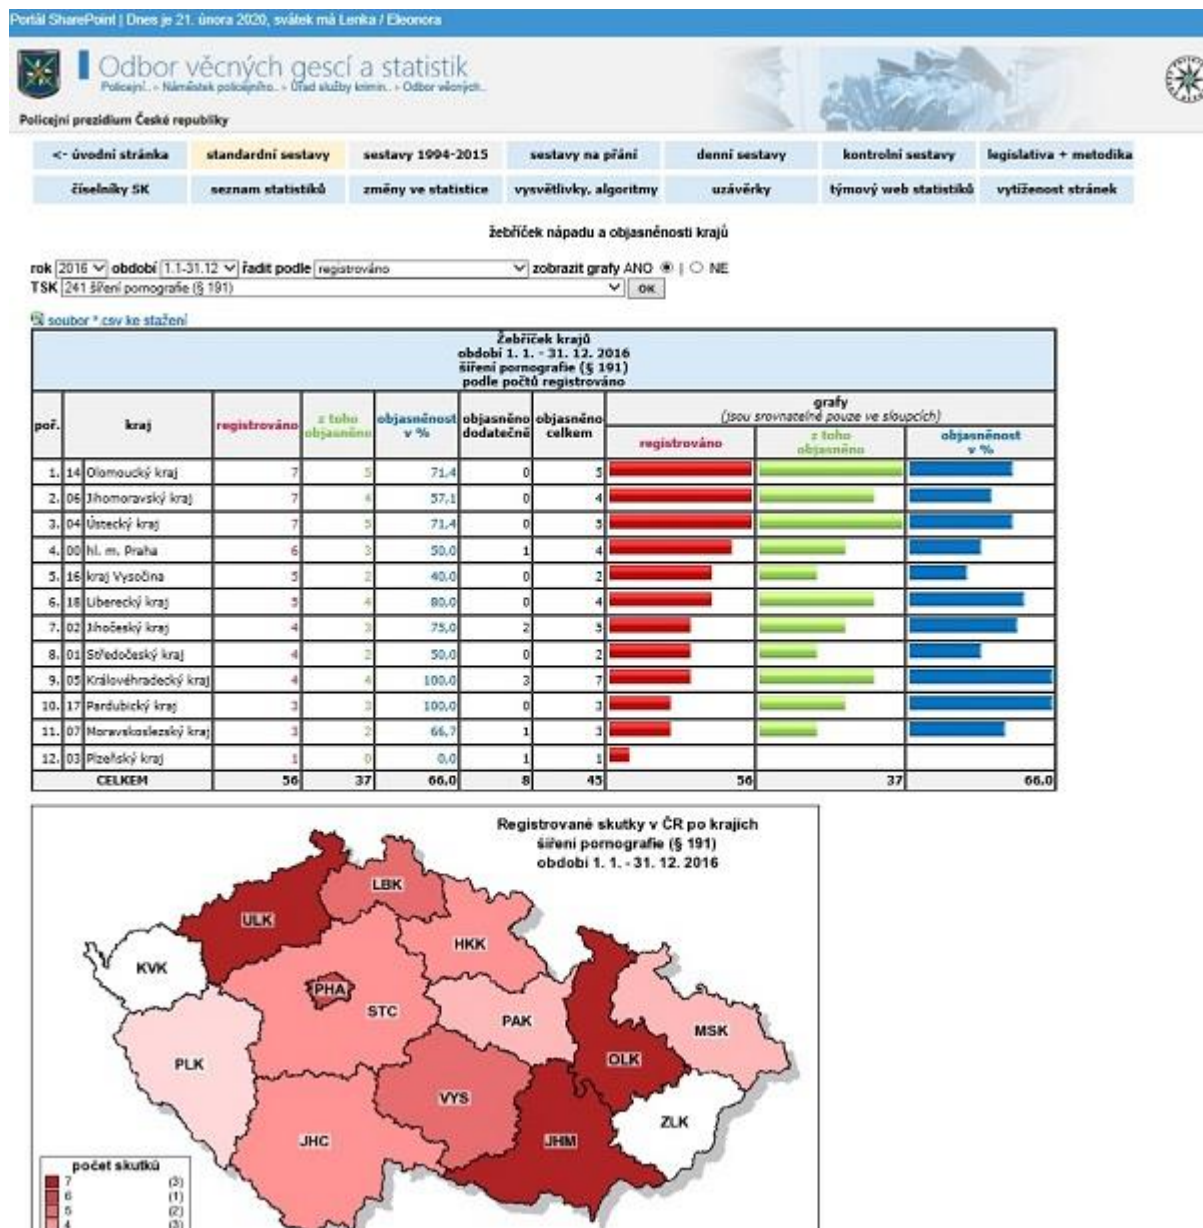 Portál SharePoint | Dnes je 21. února 2020, svátek má Lenka / Eleonora
Odbor věcných gescí a statistik
Policejní.. » Náměstek policejního.. » Úřad služby krimin.. » Odbor věcných..
Policejní prezidium České republiky
<- úvodní stránka standardní sestavy sestavy 1994-2015 sestavy na přání denní sestavy kontrolní sestavy legislativa + metodika
číselníky SK seznam statistiků změny ve statistice vysvětlivky, algoritmy uzávěrky týmový web statistiků vytíženost stránek
žebříček nápadu a objasněnosti krajů
rok 2016 období 1.1-31.12 řadit podle registrováno zobrazit grafy ANO | NE
TSK 241 šíření pornografie (§ 191) OK
soubor *.csv ke stažení
Žebříček krajů
období 1. 1. - 31. 12. 2016
šíření pornografie (§ 191)
podle počtů registrováno
poř. kraj registrováno z toho objasněno objasněnost v % objasněno dodatečně objasněno celkem grafy
(jsou srovnatelné pouze ve sloupcích)
registrováno z toho objasněno objasněnost v %
1. 14 Olomoucký kraj 7 5 71,4 0 5
2. 06 Jihomoravský kraj 7 4 57,1 0 4
3. 04 Ústecký kraj 7 5 71,4 0 5
4. 00 hl. m. Praha 6 3 50,0 1 4
5. 16 kraj Vysočina 5 2 40,0 0 2
6. 18 Liberecký kraj 5 4 80,0 0 4
7. 02 Jihočeský kraj 4 3 75,0 2 5
8. 01 Středočeský kraj 4 2 50,0 0 2
9. 05 Královéhradecký kraj 4 4 100,0 3 7
10. 17 Pardubický kraj 3 3 100,0 0 3
11. 07 Moravskoslezský kraj 3 2 66,7 1 3
12. 03 Plzeňský kraj 1 0 0,0 1 1
CELKEM 56 37 66,0 8 45 56 37 66,0
Registrované skutky v ČR po krajích
šíření pornografie (§ 191)
období 1. 1. - 31. 12. 2016
LBK
ULK
HKK
KVK
PHA
STC
PAK
MSK
PLK
OLK
VYS
ZLK
JHC
JHM
počet skutků
7 (3)
6 (1)
5 (2)
4 (3)